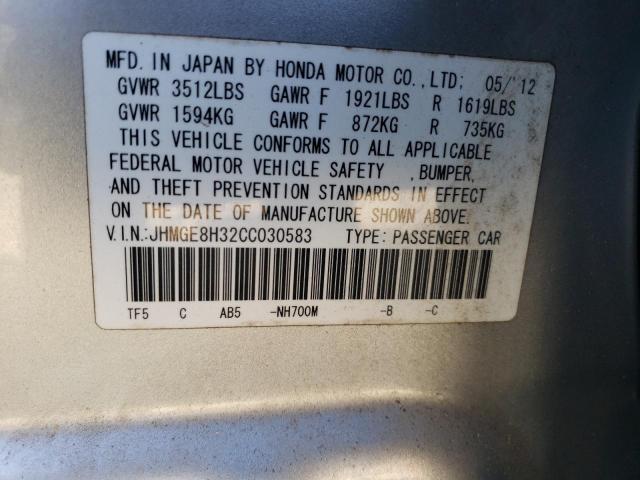 MFD. IN JAPAN BY HONDA MOTOR CO., LTD; 05/'12
GVWR 3512LBS GAWR F 1921LBS R 1619LBS
GVWR 1594KG GAWR F 872KG R 735KG
THIS VEHICLE CONFORMS TO ALL APPLICABLE
FEDERAL MOTOR VEHICLE SAFETY , BUMPER,
AND THEFT PREVENTION STANDARDS IN EFFECT
ON THE DATE OF MANUFACTURE SHOWN ABOVE.
V.I.N.:JHMGE8H32CC030583 TYPE: PASSENGER CAR
TF5 C AB5 -NH700M -B -C